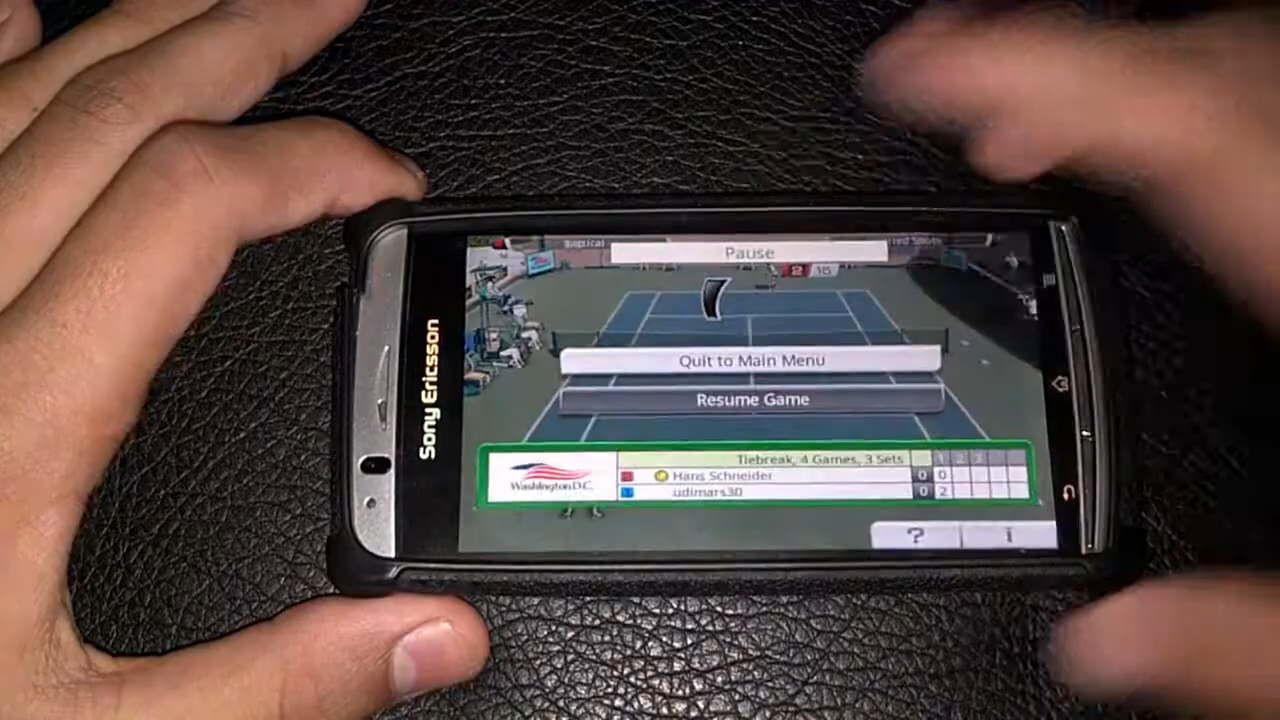 Sony Ericsson
Pause
2 15
Quit to Main Menu
Resume Game
Tiebreak, 4 Games, 3 Sets 1 2 3
Washington D.C.
Hans Schneider 0 0
1 udimars30 0 2
? i